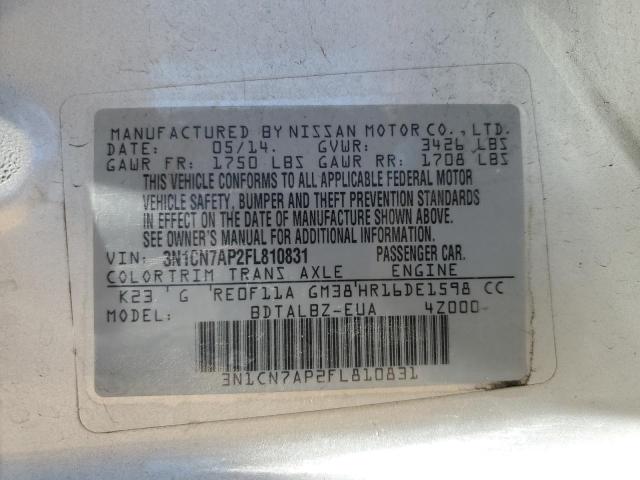 MANUFACTURED BY NISSAN MOTOR CO., LTD.
DATE: 05/14. GVWR: 3426 LBS
GAWR FR: 1750 LBS GAWR RR: 1708 LBS
THIS VEHICLE CONFORMS TO ALL APPLICABLE FEDERAL MOTOR
VEHICLE SAFETY, BUMPER AND THEFT PREVENTION STANDARDS
IN EFFECT ON THE DATE OF MANUFACTURE SHOWN ABOVE.
SEE OWNER'S MANUAL FOR ADDITIONAL INFORMATION.
VIN: 3N1CN7AP2FL810831 PASSENGER CAR.
COLOR TRIM TRANS AXLE ENGINE
K23 ' G 'RE0F11A GM38'HR16DE1598 CC
MODEL: BDTALBZ-EUA 4Z000-
3N1CN7AP2FL810831